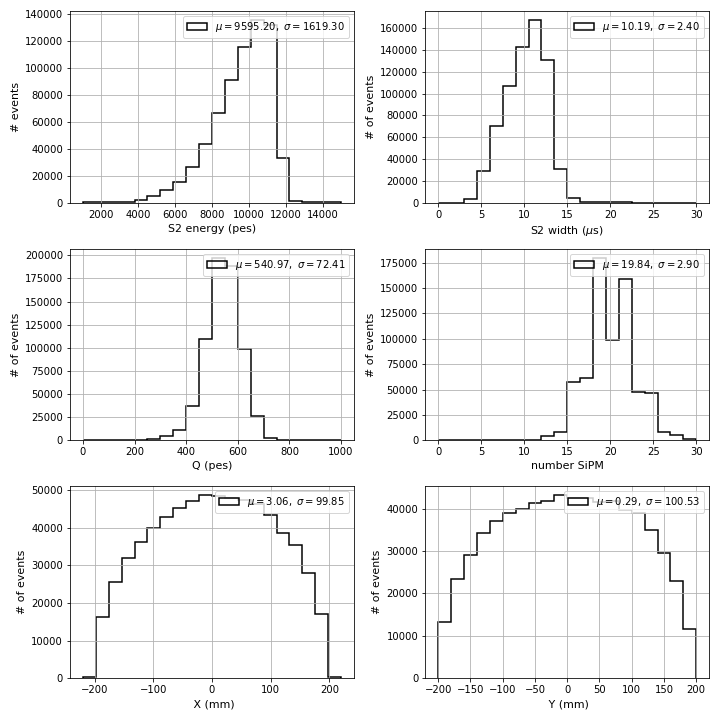 μ = 9595.20, σ = 1619.30
# events
140000
120000
100000
80000
60000
40000
20000
0
2000 4000 6000 8000 10000 12000 14000
S2 energy (pes)
μ = 10.19, σ = 2.40
# of events
160000
140000
120000
100000
80000
60000
40000
20000
0
0 5 10 15 20 25 30
S2 width (μs)
μ = 540.97, σ = 72.41
# of events
200000
175000
150000
125000
100000
75000
50000
25000
0
0 200 400 600 800 1000
Q (pes)
μ = 19.84, σ = 2.90
# of events
175000
150000
125000
100000
75000
50000
25000
0
0 5 10 15 20 25 30
number SiPM
μ = 3.06, σ = 99.85
# of events
50000
40000
30000
20000
10000
0
−200 −100 0 100 200
X (mm)
μ = 0.29, σ = 100.53
# of events
40000
30000
20000
10000
0
−200 −150 −100 −50 0 50 100 150 200
Y (mm)